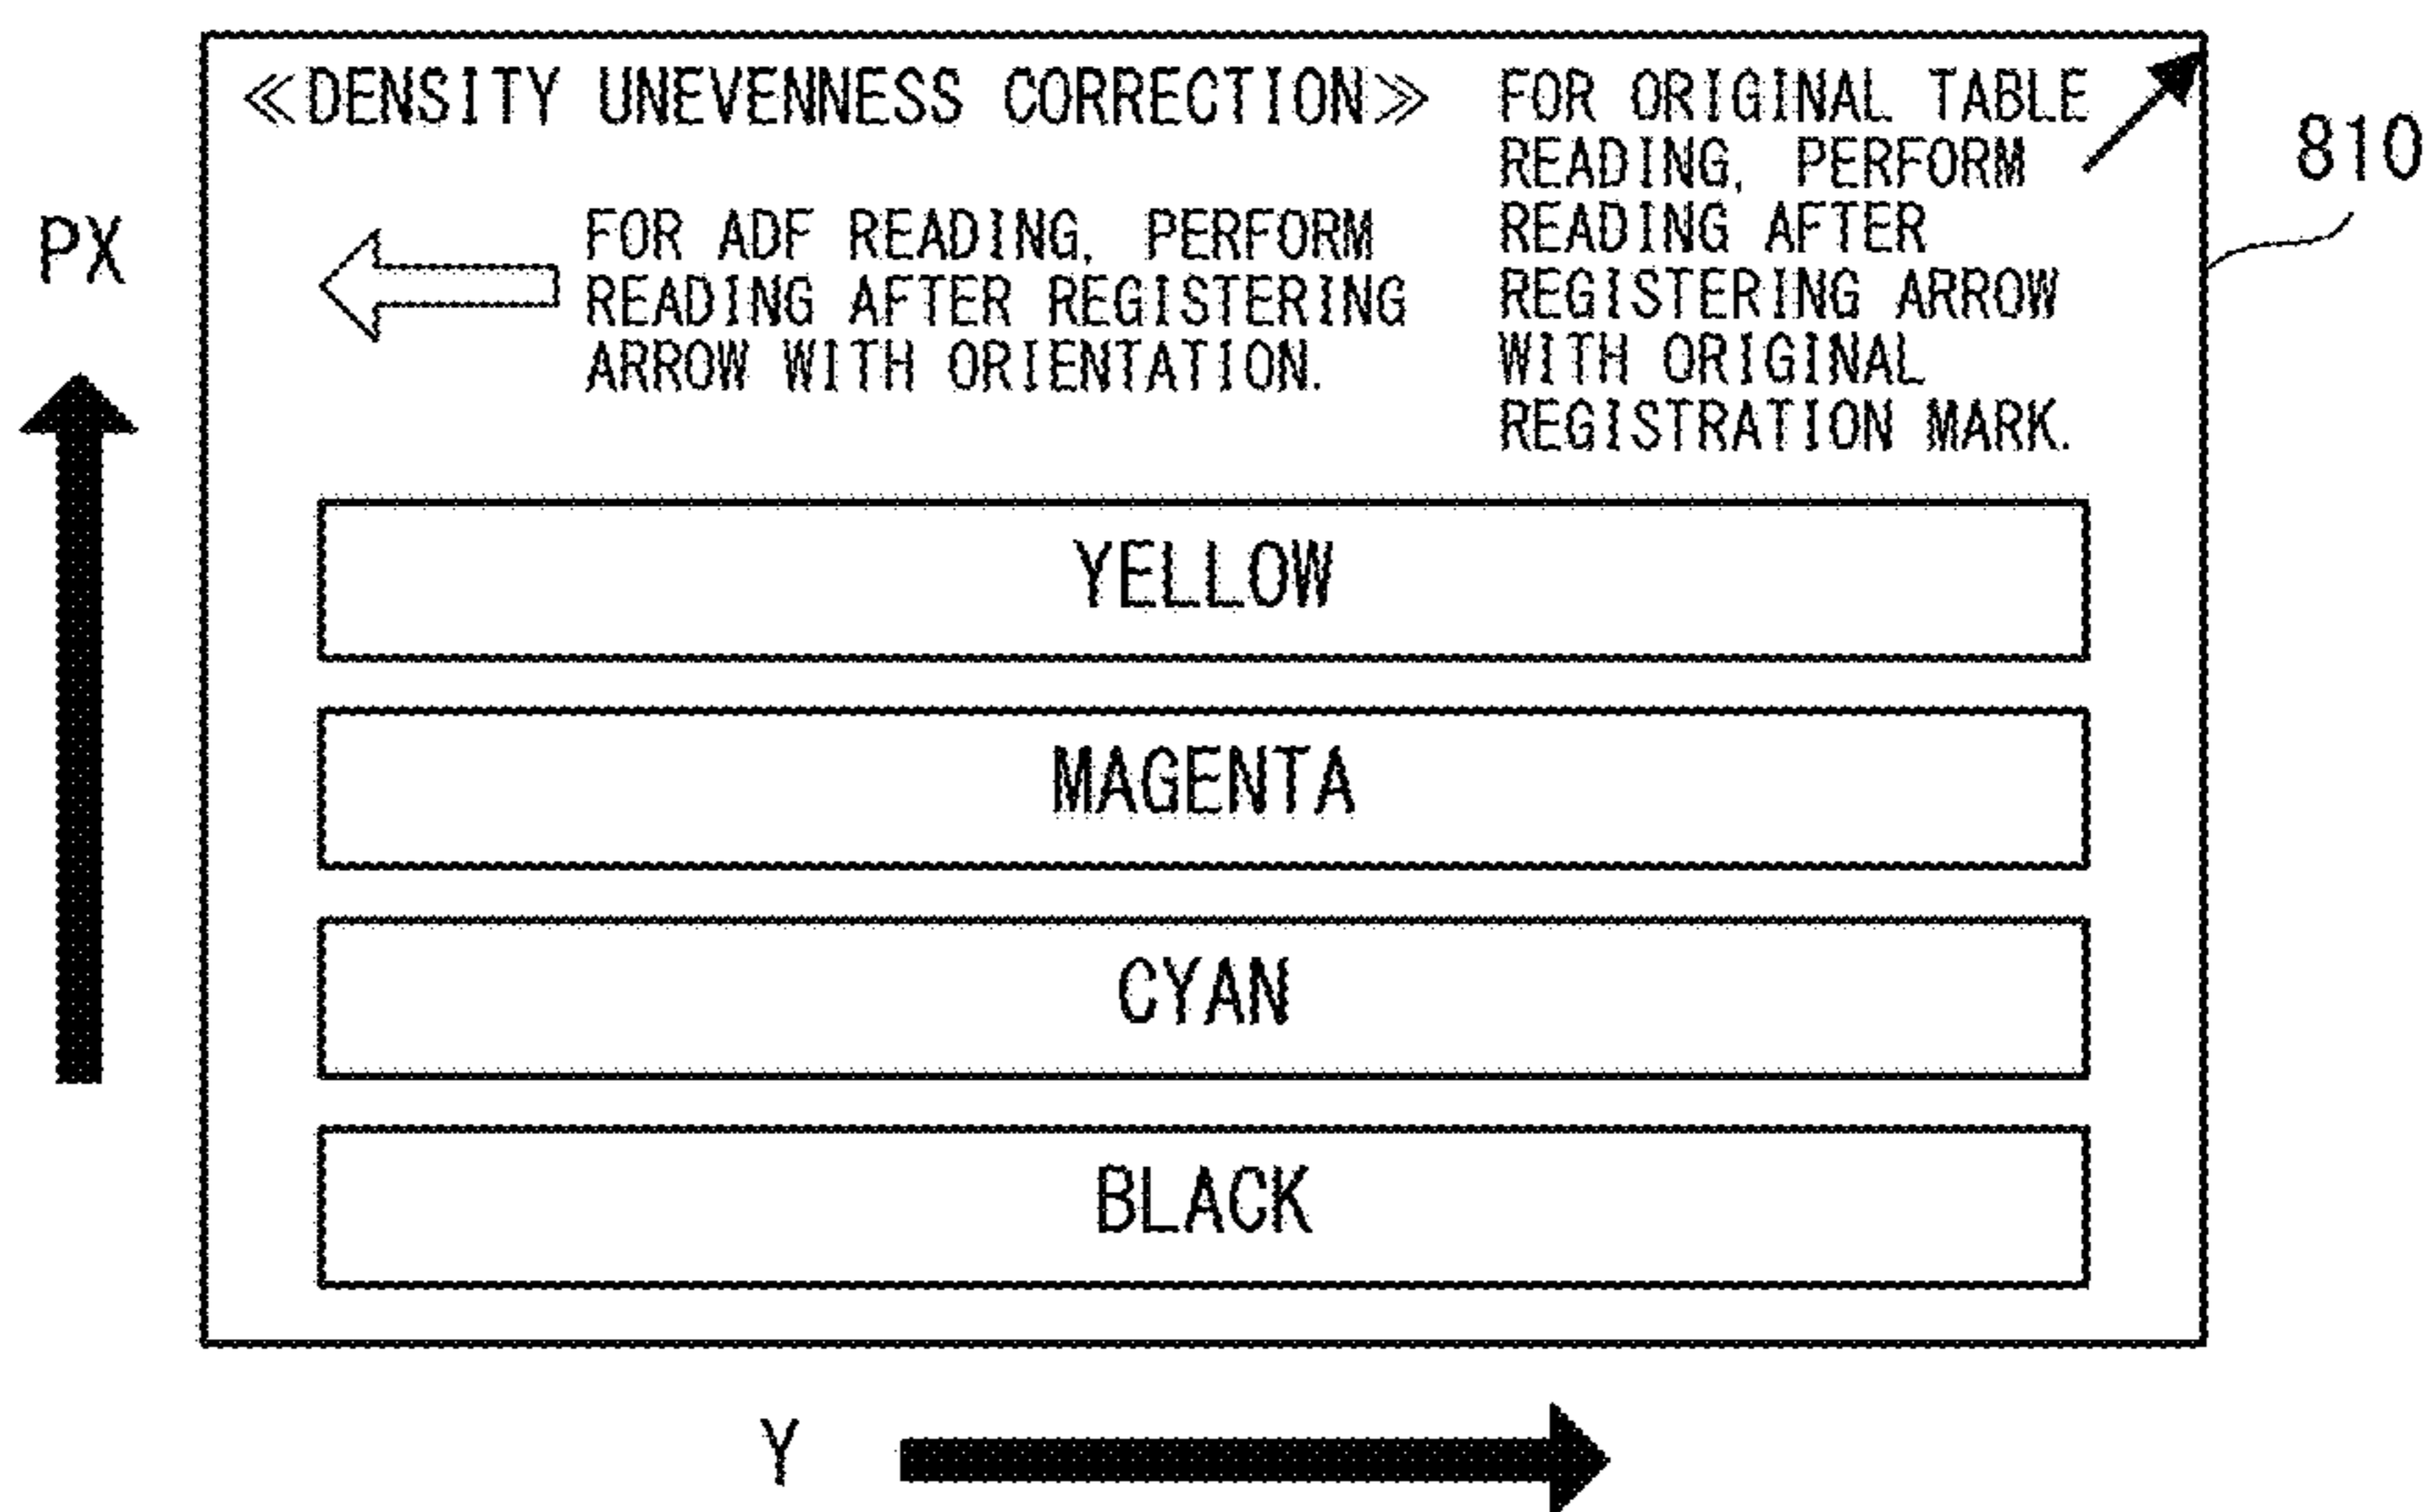 ≪DENSITY UNEVENNESS CORRECTION≫
FOR ORIGINAL TABLE
READING, PERFORM
READING AFTER
REGISTERING ARROW
WITH ORIGINAL
REGISTRATION MARK.
810
PX
FOR ADF READING, PERFORM
READING AFTER REGISTERING
ARROW WITH ORIENTATION.
YELLOW
MAGENTA
CYAN
BLACK
Y